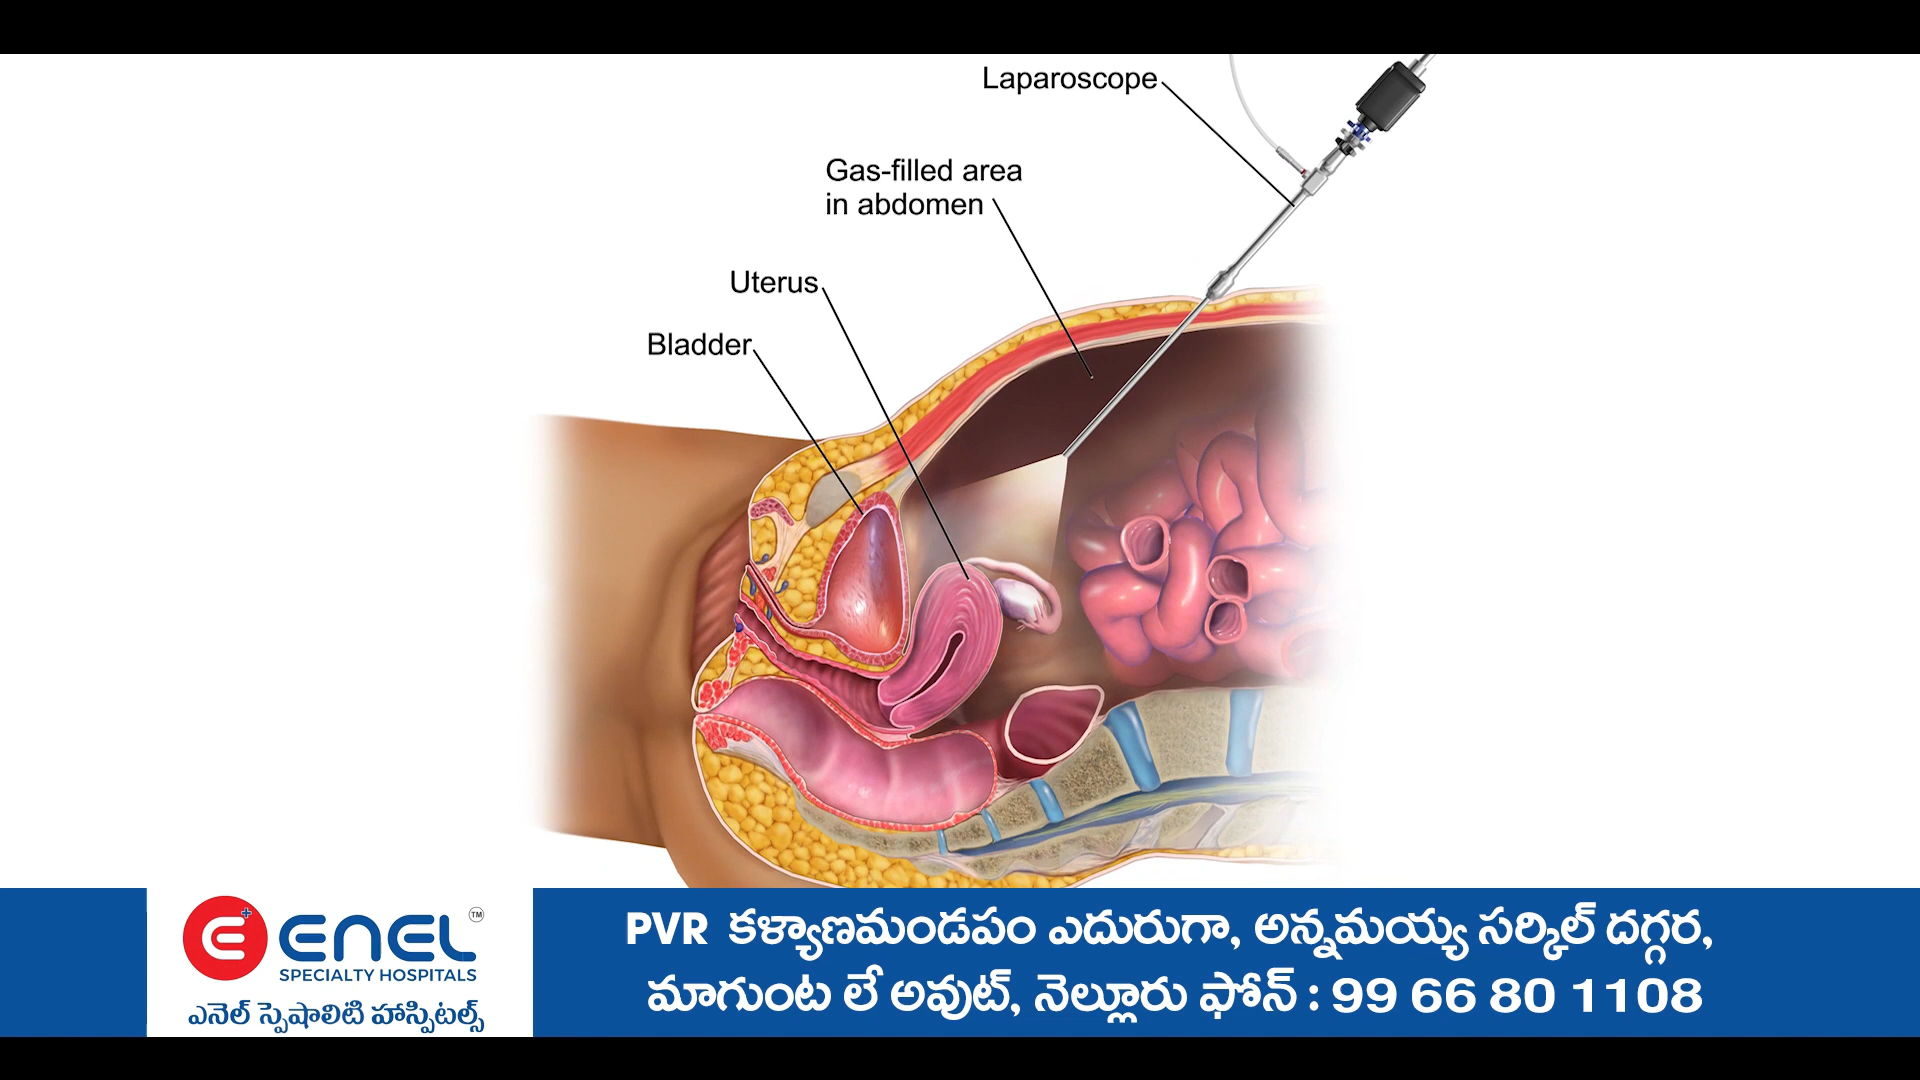 Laparoscope
Gas-filled area
in abdomen
Uterus
Bladder
ENEL TM
SPECIALTY HOSPITALS
ఎనెల్ స్పెషాలిటి హాస్పిటల్స్
PVR కళ్యాణమండపం ఎదురుగా, అన్నమయ్య సర్కిల్ దగ్గర,
మాగుంట లే అవుట్, నెల్లూరు ఫోన్ : 99 66 80 1108